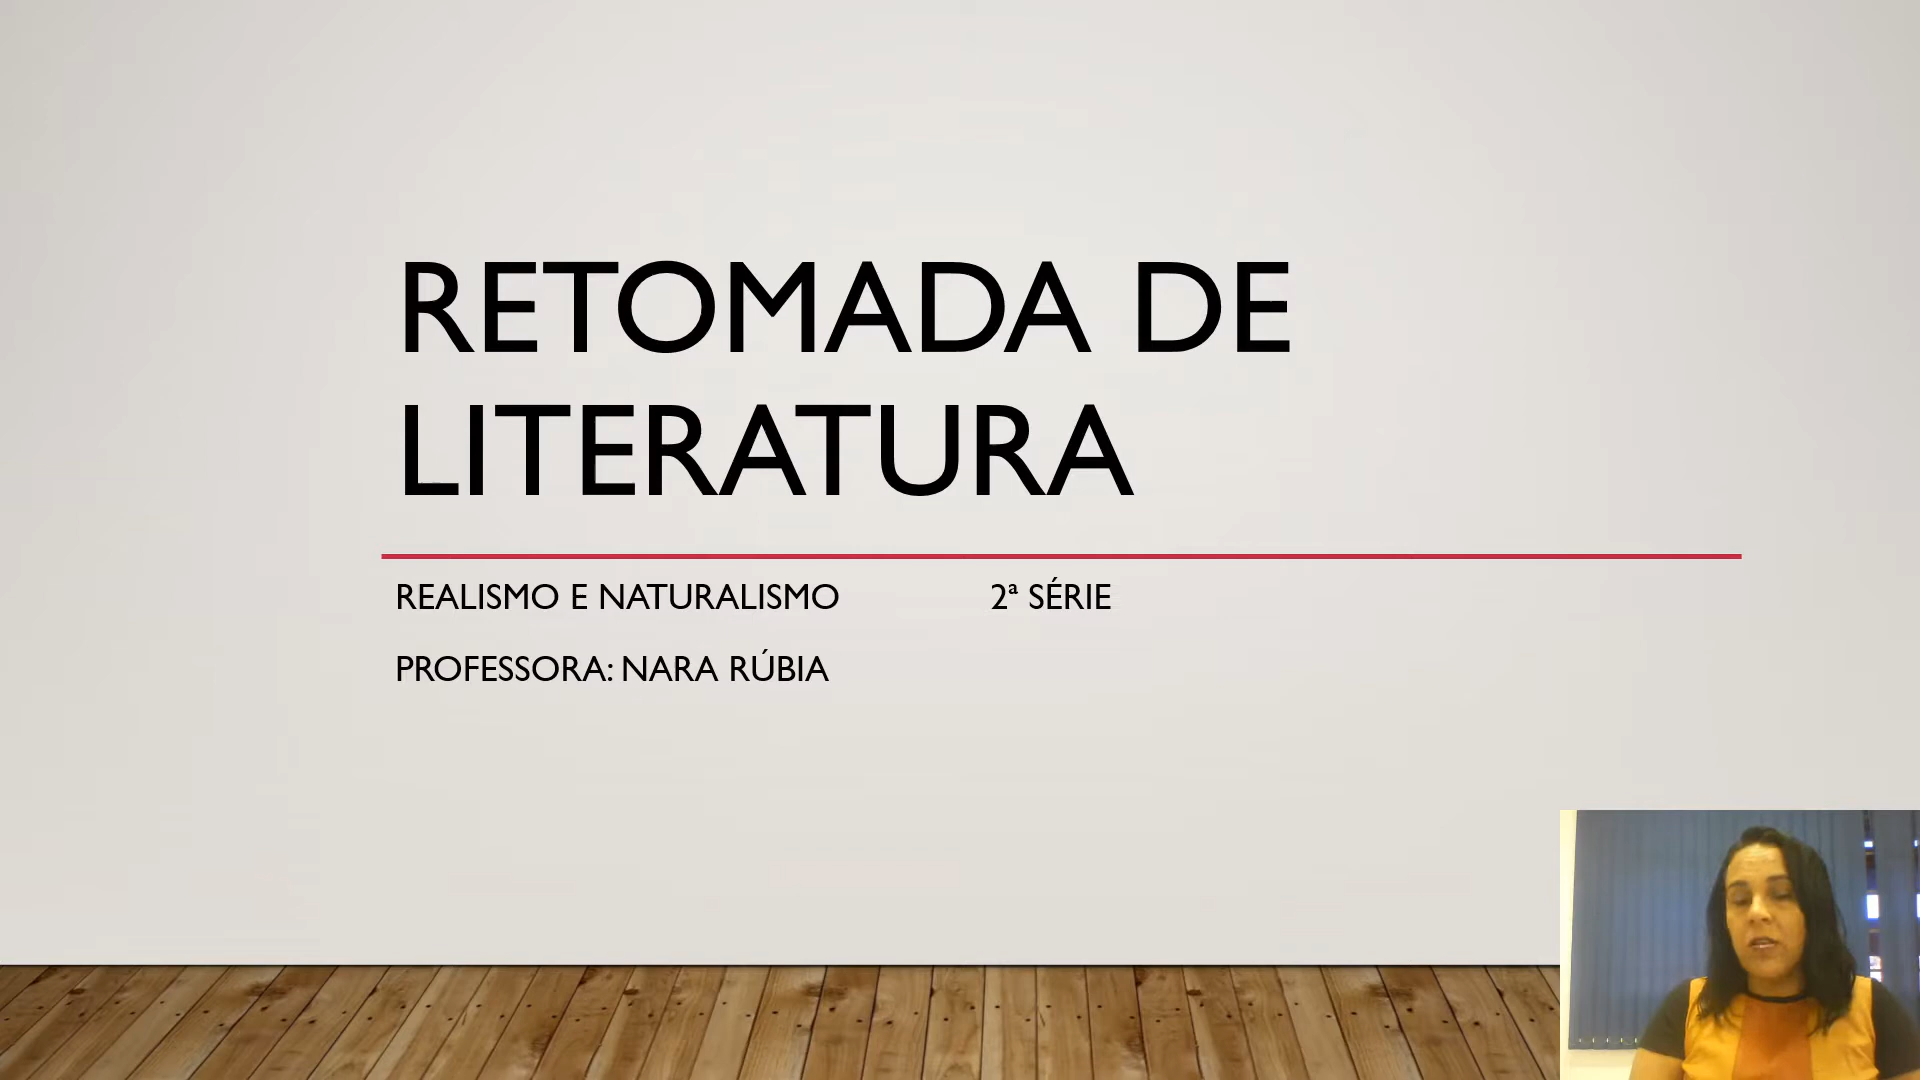 RETOMADA DE
LITERATURA
REALISMO E NATURALISMO 2ª SÉRIE
PROFESSORA: NARA RÚBIA